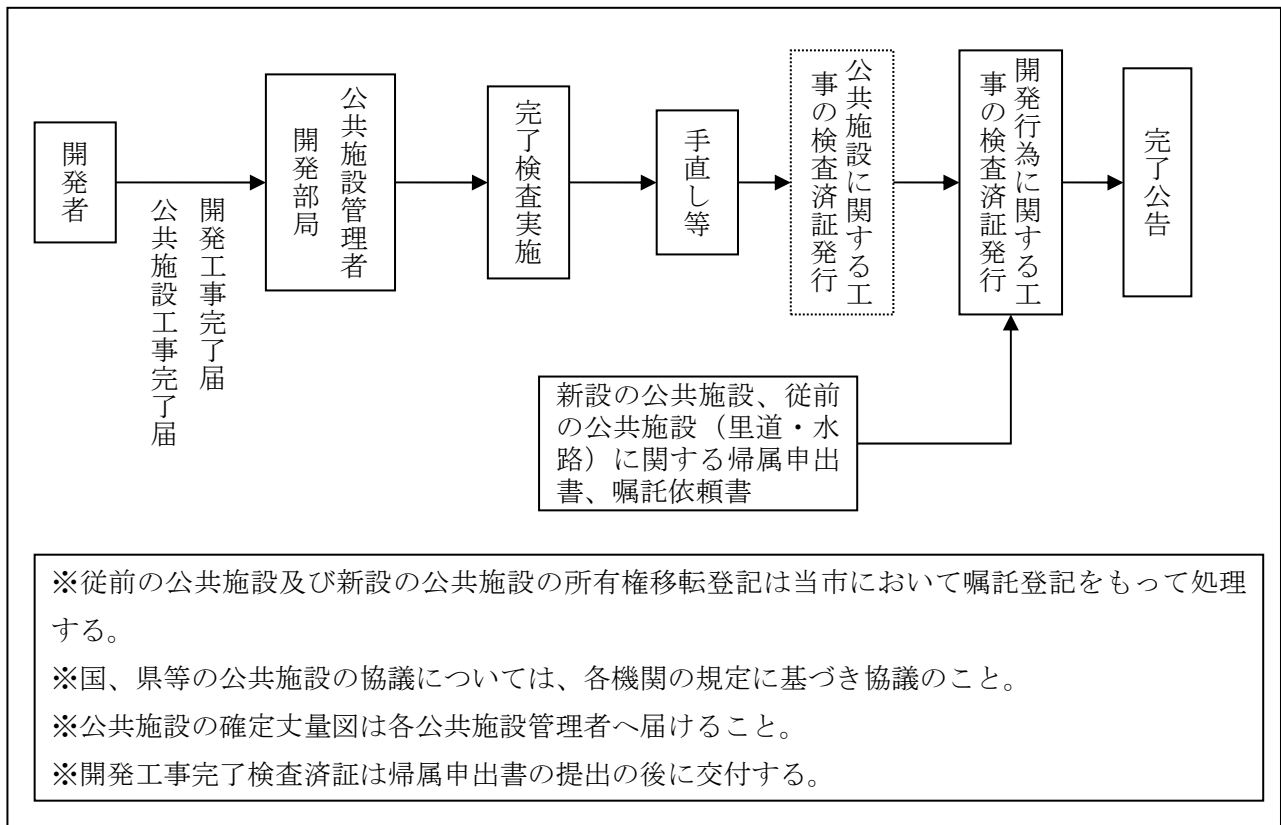 開発者
開発工事完了届
公共施設工事完了届
公共施設管理者
開発部局
完了検査実施
手直し等
公共施設に関する工
事の検査済証発行
開発行為に関する工
事の検査済証発行
完了公告
新設の公共施設、従前
の公共施設（里道・水
路）に関する帰属申出
書、嘱託依頼書
※従前の公共施設及び新設の公共施設の所有権移転登記は当市において嘱託登記をもって処理
する。
※国、県等の公共施設の協議については、各機関の規定に基づき協議のこと。
※公共施設の確定丈量図は各公共施設管理者へ届けること。
※開発工事完了検査済証は帰属申出書の提出の後に交付する。